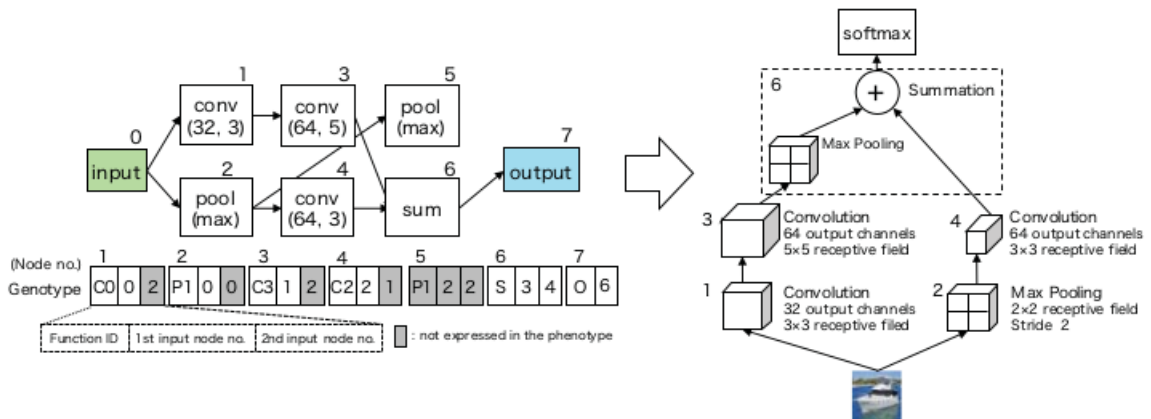 0
input
1
conv
(32, 3)
2
pool
(max)
3
conv
(64, 5)
4
conv
(64, 3)
5
pool
(max)
6
sum
7
output
(Node no.) 1 2 3 4 5 6 7
Genotype C0 0 2 P1 0 0 C3 1 2 C2 2 1 P1 2 2 S 3 4 O 6
Function ID 1st input node no. 2nd input node no.
: not expressed in the phenotype
softmax
6
+
Summation
Max Pooling
3
Convolution
64 output channels
5×5 receptive field
4
Convolution
64 output channels
3×3 receptive field
1
Convolution
32 output channels
3×3 receptive filed
2
Max Pooling
2×2 receptive field
Stride 2